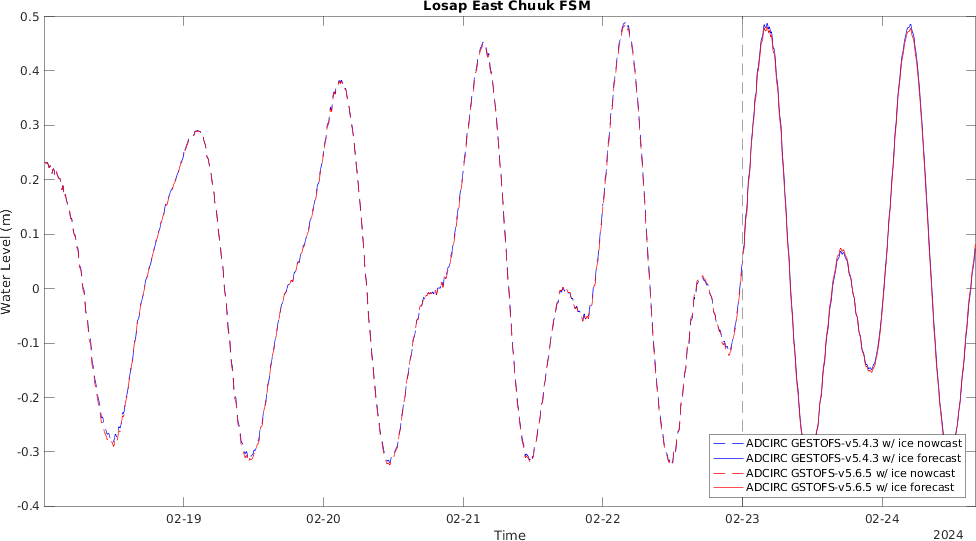 Losap East Chuuk FSM
0.5
0.4
0.3
0.2
0.1
0
-0.1
-0.2
-0.3
-0.4
Water Level (m)
02-19 02-20 02-21 02-22 02-23 02-24
Time
2024
ADCIRC GESTOFS-v5.4.3 w/ ice nowcast
ADCIRC GESTOFS-v5.4.3 w/ ice forecast
ADCIRC GSTOFS-v5.6.5 w/ ice nowcast
ADCIRC GSTOFS-v5.6.5 w/ ice forecast